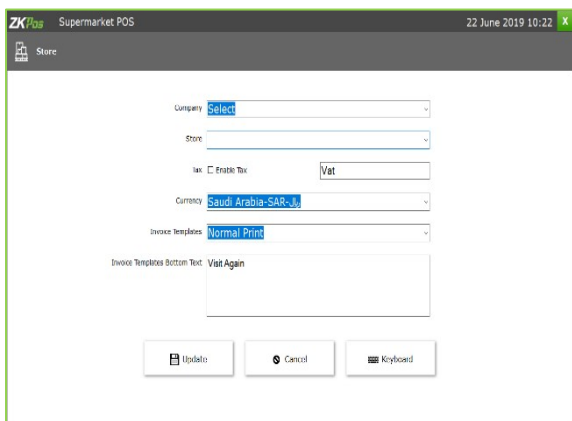 ZKPos Supermarket POS 22 June 2019 10:22 X
Store
Company Select
Store
Tax Enable Tax Vat
Currency Saudi Arabia-SAR-ريال
Invoice Templates Normal Print
Invoice Templates Bottom Text Visit Again
Update Cancel Keyboard